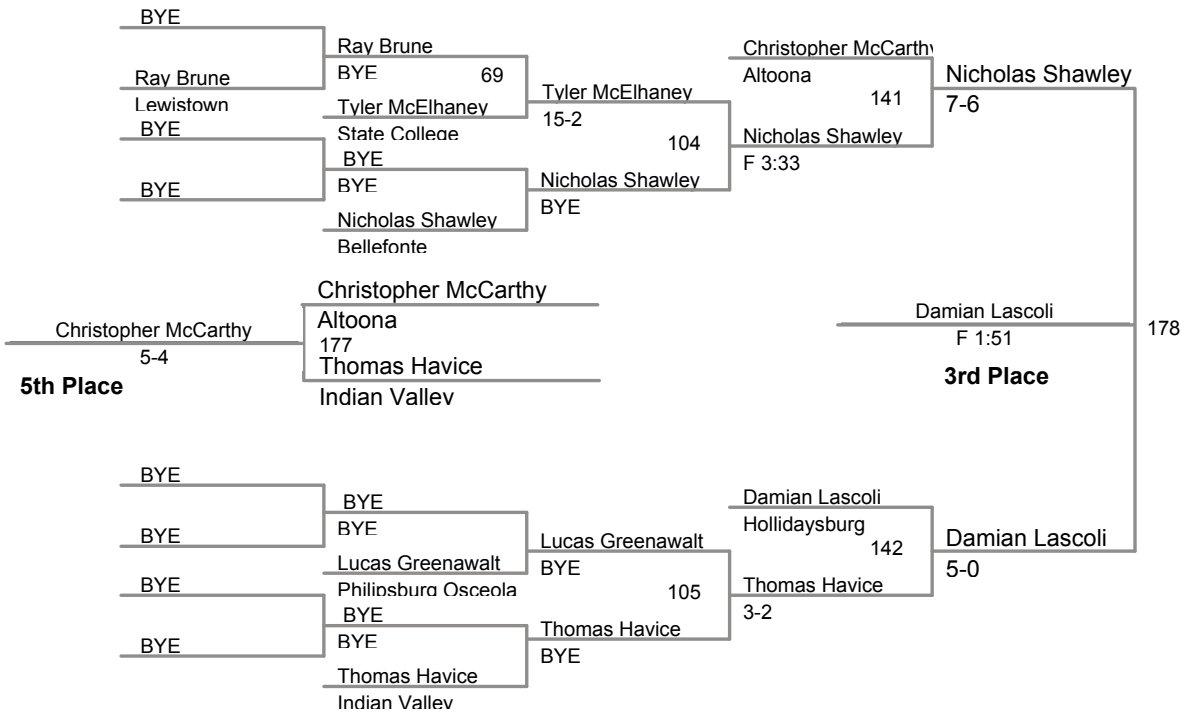 BYE
Ray Brune
Lewistown
BYE
BYE
Ray Brune
BYE
69
Tyler McElhaney
State College
BYE
BYE
Nicholas Shawley
Bellefonte
Tyler McElhaney
15-2
104
Nicholas Shawley
BYE
Christopher McCarthy
Altoona
141
Nicholas Shawley
F 3:33
Nicholas Shawley
7-6
Christopher McCarthy
5-4
5th Place
Christopher McCarthy
Altoona
177
Thomas Havice
Indian Valley
Damian Lascoli
F 1:51
3rd Place
178
BYE
BYE
BYE
BYE
BYE
BYE
Lucas Greenawalt
Philipsburg Osceola
BYE
BYE
Thomas Havice
Indian Valley
Lucas Greenawalt
BYE
105
Thomas Havice
BYE
Damian Lascoli
Hollidaysburg
142
Thomas Havice
3-2
Damian Lascoli
5-0